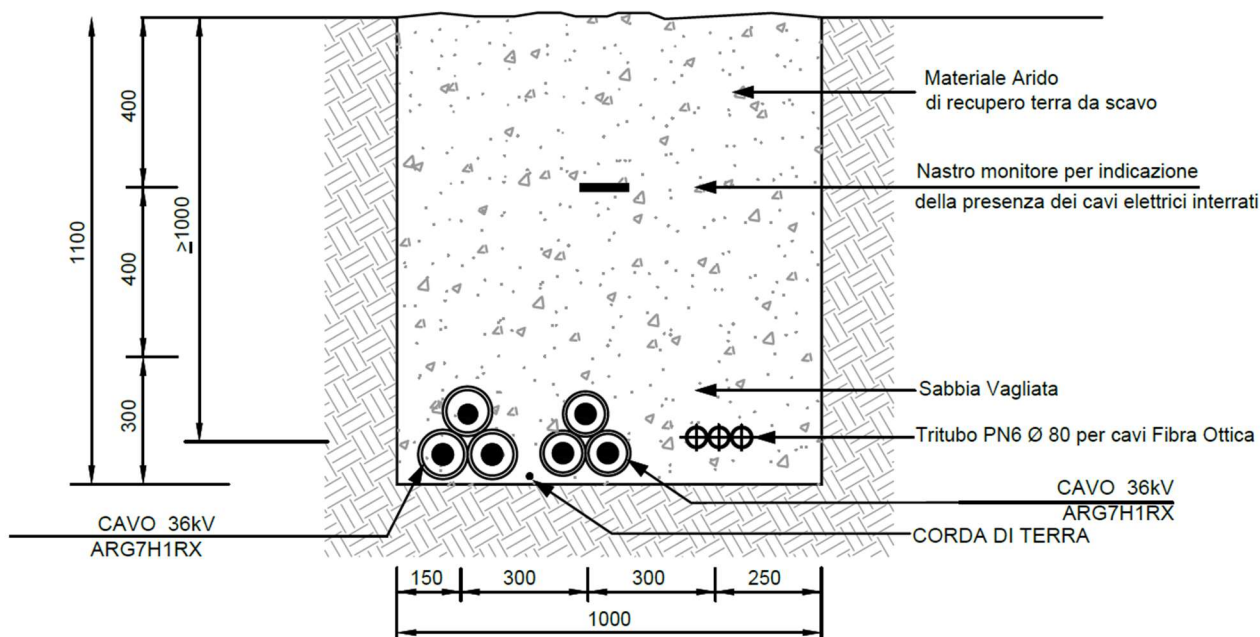 Materiale Arido
di recupero terra da scavo
400
Nastro monitore per indicazione
della presenza dei cavi elettrici interrati
1100
≥1000
400
Sabbia Vagliata
300
Tritubo PN6 Ø 80 per cavi Fibra Ottica
CAVO 36kV
ARG7H1RX
CAVO 36kV
ARG7H1RX
CORDA DI TERRA
150
300
300
250
1000